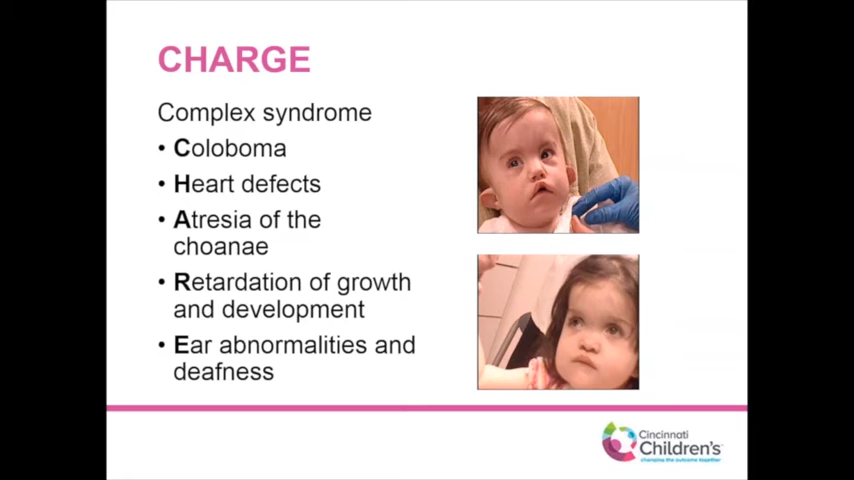 CHARGE
Complex syndrome
• Coloboma
• Heart defects
• Atresia of the
choanae
• Retardation of growth
and development
• Ear abnormalities and
deafness
Cincinnati
Children's
changing the outcome together